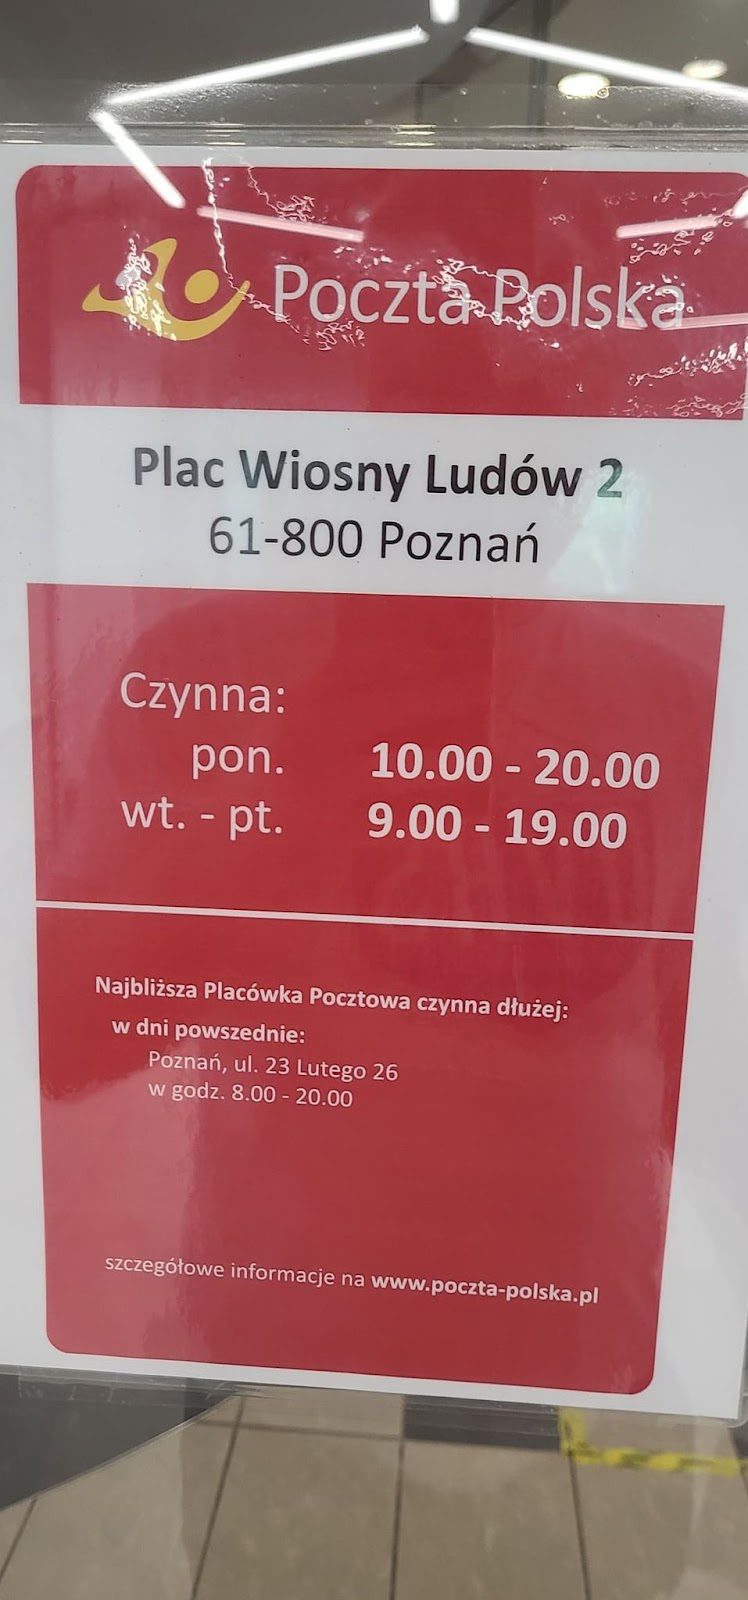 Poczta Polska
Plac Wiosny Ludów 2
61-800 Poznań
Czynna:
pon. 10.00 - 20.00
wt. - pt. 9.00 - 19.00
Najbliższa Placówka Pocztowa czynna dłużej:
w dni powszednie:
Poznań, ul. 23 Lutego 26
w godz. 8.00 - 20.00
szczegółowe informacje na www.poczta-polska.pl